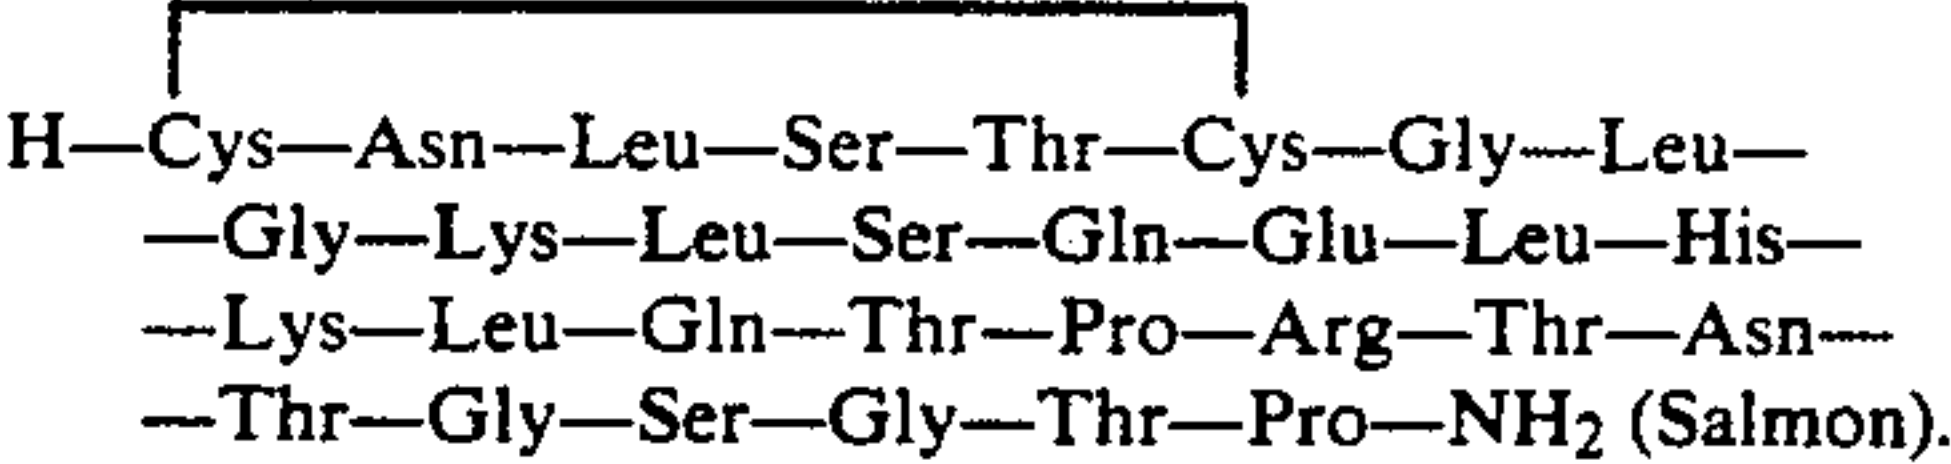 H—Cys—Asn—Leu—Ser—Thr—Cys—Gly—Leu—
—Gly—Lys—Leu—Ser—Gln—Glu—Leu—His—
—Lys—Leu—Gln—Thr—Pro—Arg—Thr—Asn—
—Thr—Gly—Ser—Gly—Thr—Pro—NH₂ (Salmon).